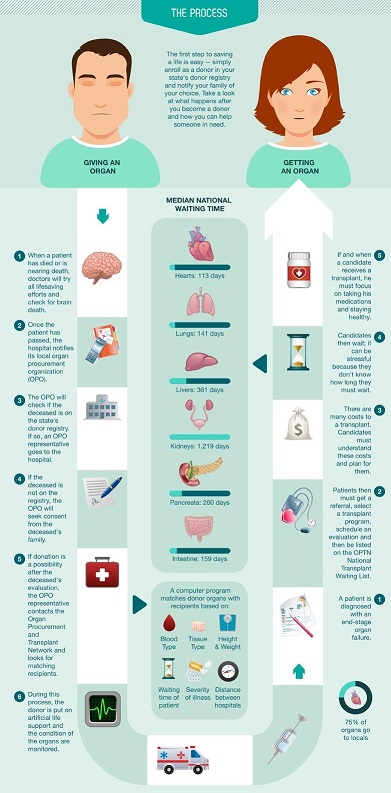 THE PROCESS
The first step to saving
a life is easy -- simply
enroll as a donor in your
state's donor registry
and notify your family of
your choice. Take a look
at what happens after
you become a donor
and how you can help
someone in need.
GIVING AN
ORGAN
GETTING
AN ORGAN
MEDIAN NATIONAL
WAITING TIME
Hearts: 113 days
Lungs: 141 days
Livers: 361 days
Kidneys: 1,219 days
Pancreata: 260 days
Intestine: 159 days
1
When a patient
has died or is
nearing death,
doctors will try
all lifesaving
efforts and
check for brain
death.
2
Once the
patient has
passed, the
hospital notifies
its local organ
procurement
organization
(OPO).
3
The OPO will
check if the
deceased is on
the state's
donor registry.
If so, an OPO
representative
goes to the
hospital.
4
If the
deceased is
not on the
registry, the
OPO will
seek consent
from the
deceased's
family.
5
If donation is
a possibility
after the
deceased's
evaluation,
the OPO
representative
contacts the
Organ
Procurement
and
Transplant
Network and
looks for
matching
recipients.
6
During this
process, the
donor is put on
artificial life
support and
the condition of
the organs are
monitored.
A computer program
matches donor organs with
recipients based on:
Blood
Type
Tissue
Type
Height
& Weight
Waiting
time of
patient
Severity
of illness
Distance
between
hospitals
5
If and when
a candidate
receives a
transplant, he
must focus
on taking his
medications
and staying
healthy.
4
Candidates
then wait; it
can be
stressful
because they
don't know
how long they
must wait.
3
There are
many costs to
a transplant.
Candidates
must
understand
these costs
and plan for
them.
2
Patients then
must get a
referral, select
a transplant
program,
schedule an
evaluation and
then be listed
on the OPTN
National
Transplant
Waiting List.
1
A patient is
diagnosed
with an
end-stage
organ failure.
75% of
organs go
to locals